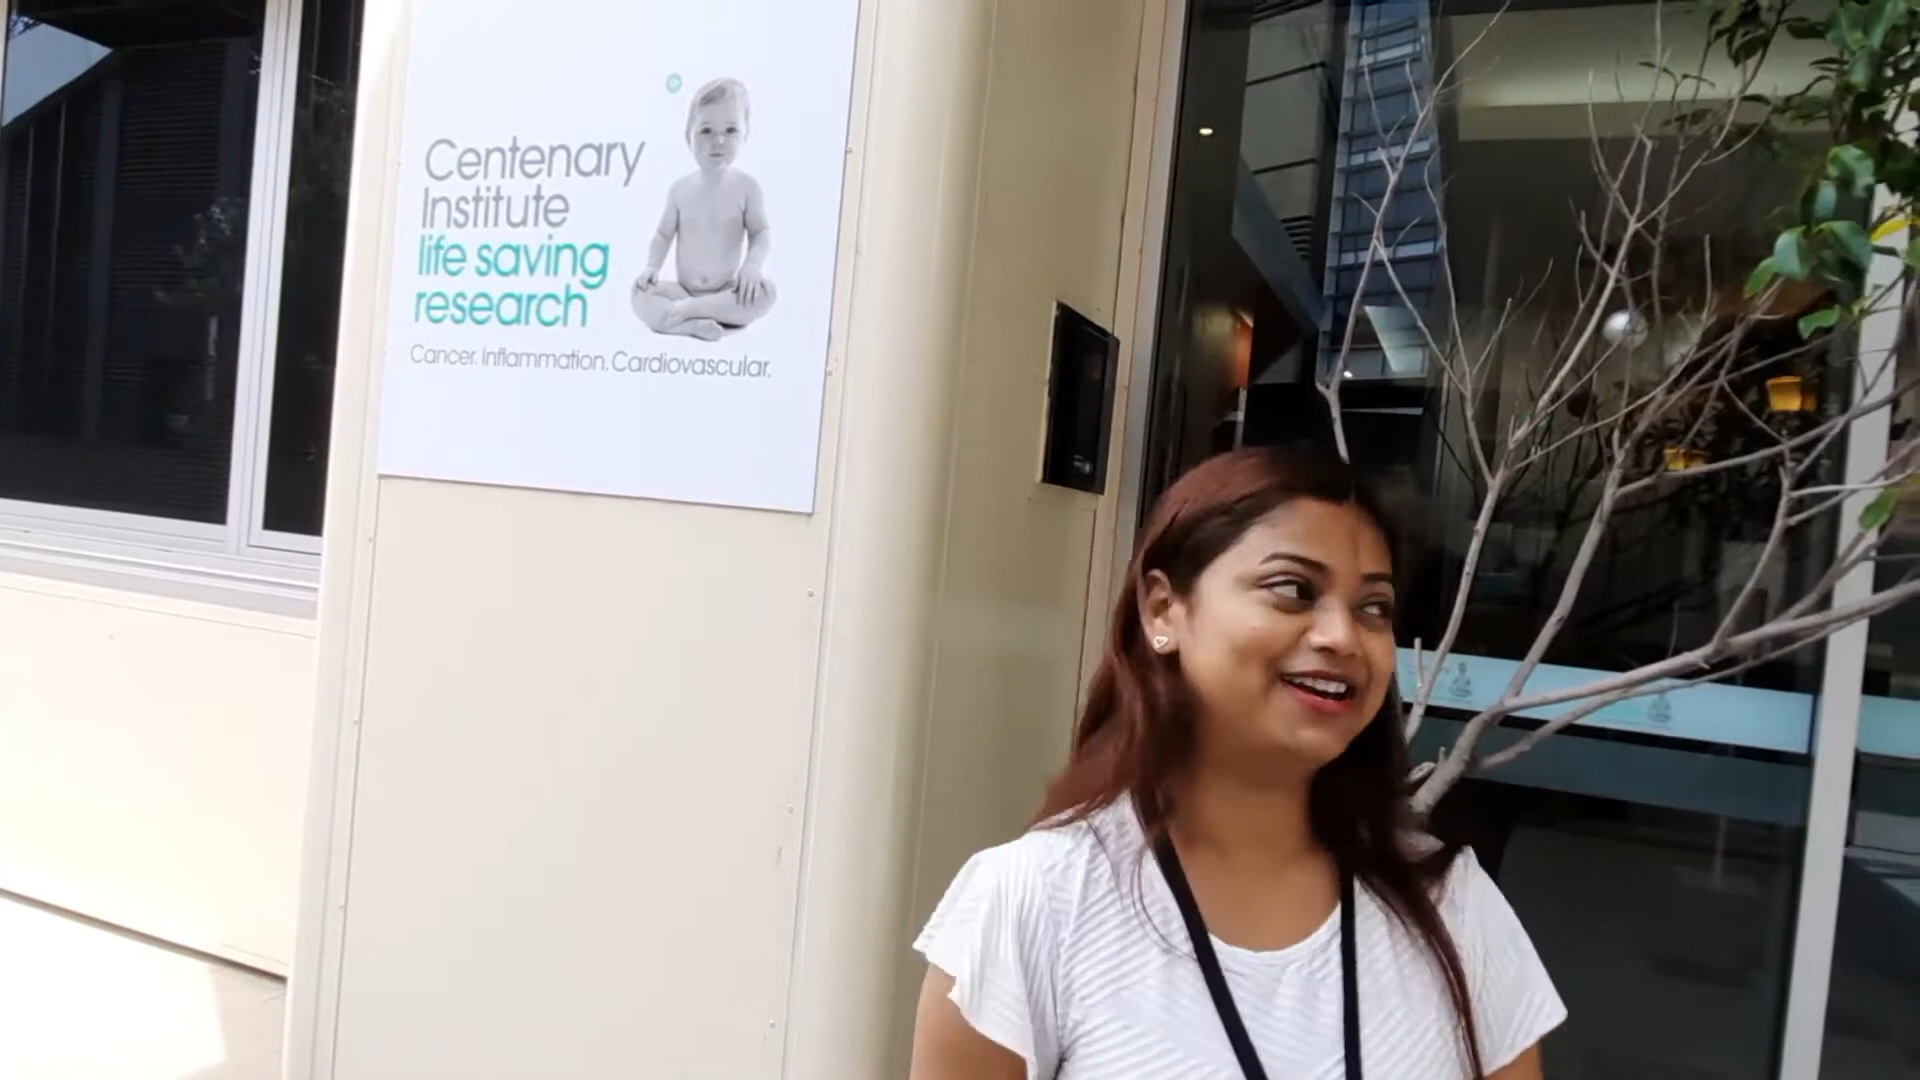 Centenary
Institute
life saving
research
Cancer. Inflammation. Cardiovascular.